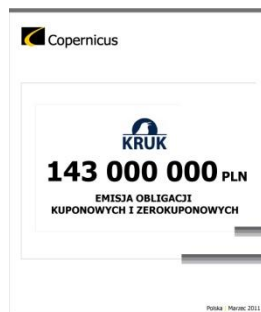 Copernicus
KRUK
143 000 000 PLN
EMISJA OBLIGACJI
KUPONOWYCH I ZEROKUPONOWYCH
Polska | Marzec 2011